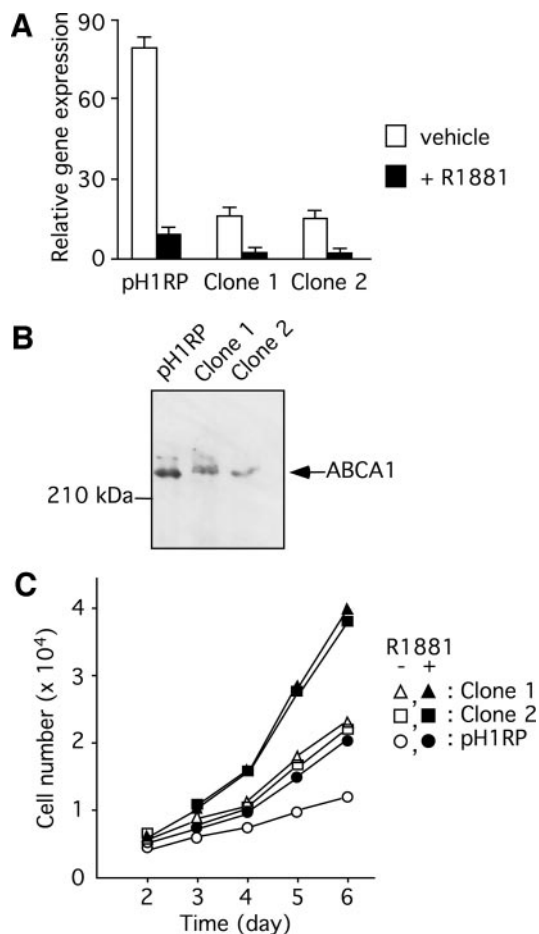 A
Relative gene expression
90
60
30
0
pH1RP Clone 1 Clone 2
vehicle
+ R1881
B
pH1RP
Clone 1
Clone 2
210 kDa
ABCA1
C
Cell number (x 10⁴)
4
3
2
1
0
2 3 4 5 6
Time (day)
R1881
- +
, : Clone 1
, : Clone 2
, : pH1RP